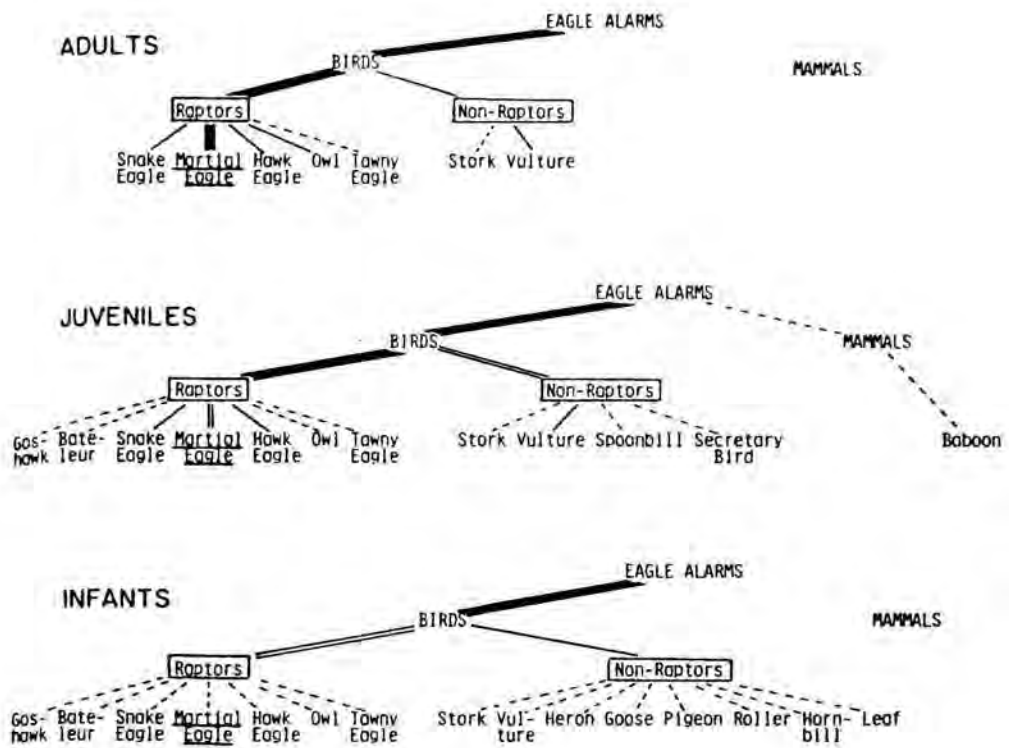 EAGLE ALARMS
ADULTS
BIRDS
MAMMALS
Raptors Non-Raptors
Snake Martial Hawk Owl Tawny Stork Vulture
Eagle Eagle Eagle Eagle
EAGLE ALARMS
JUVENILES
BIRDS MAMMALS
Raptors Non-Raptors
Gos- Bate- Snake Martial Hawk Owl Tawny Stork Vulture Spoonbill Secretary Baboon
hawk leur Eagle Eagle Eagle Eagle Bird
EAGLE ALARMS
INFANTS
BIRDS MAMMALS
Raptors Non-Raptors
Gos- Bate- Snake Martial Hawk Owl Tawny Stork Vul- Heron Goose Pigeon Roller Horn- Leaf
hawk leur Eagle Eagle Eagle Eagle ture bill